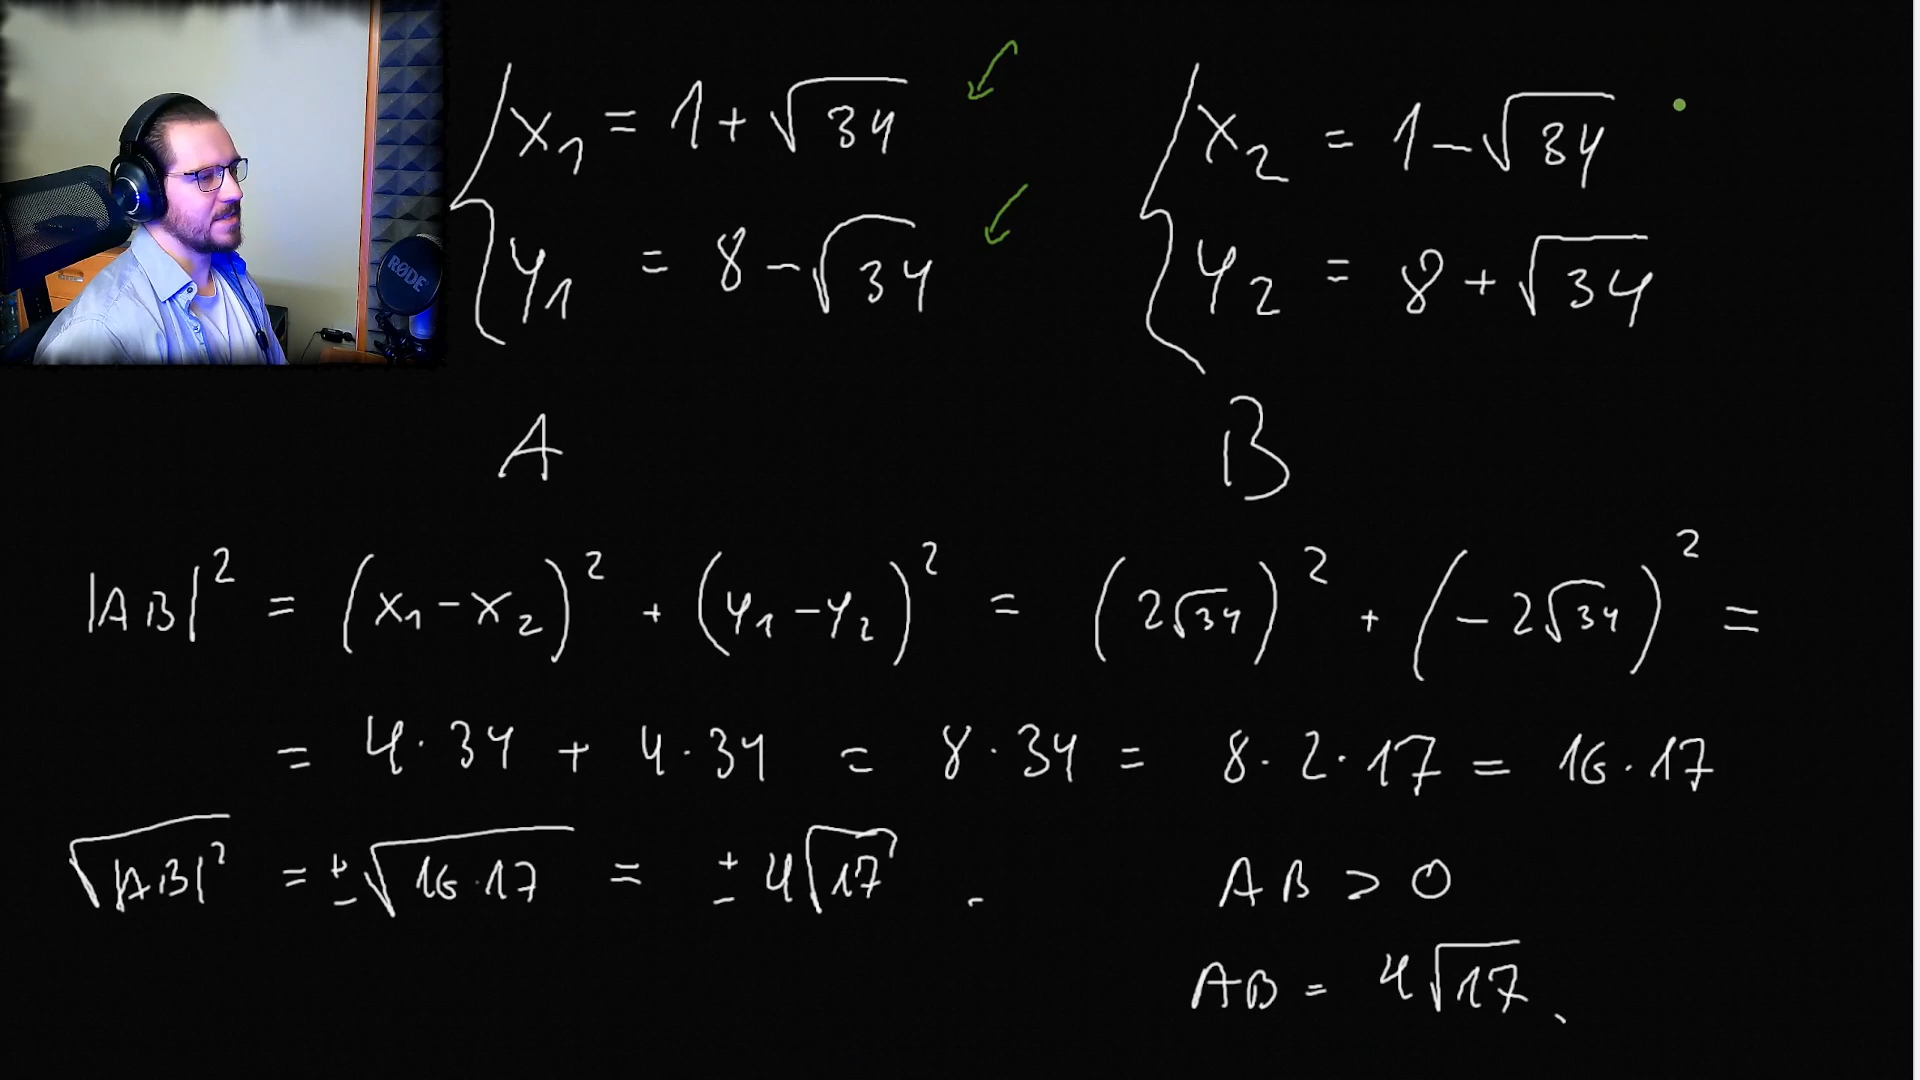 x₁ = 1 + √34
x₂ = 1 - √34
y₁ = 8 - √34
y₂ = 8 + √34
RØDE
A
B
|AB|² = (x₁ - x₂)² + (y₁ - y₂)² = (2√34)² + (-2√34)² =
= 4 · 34 + 4 · 34 = 8 · 34 = 8 · 2 · 17 = 16 · 17
√|AB|² = ±√16 · 17 = ±4√17 .
AB > 0
AB = 4√17 .